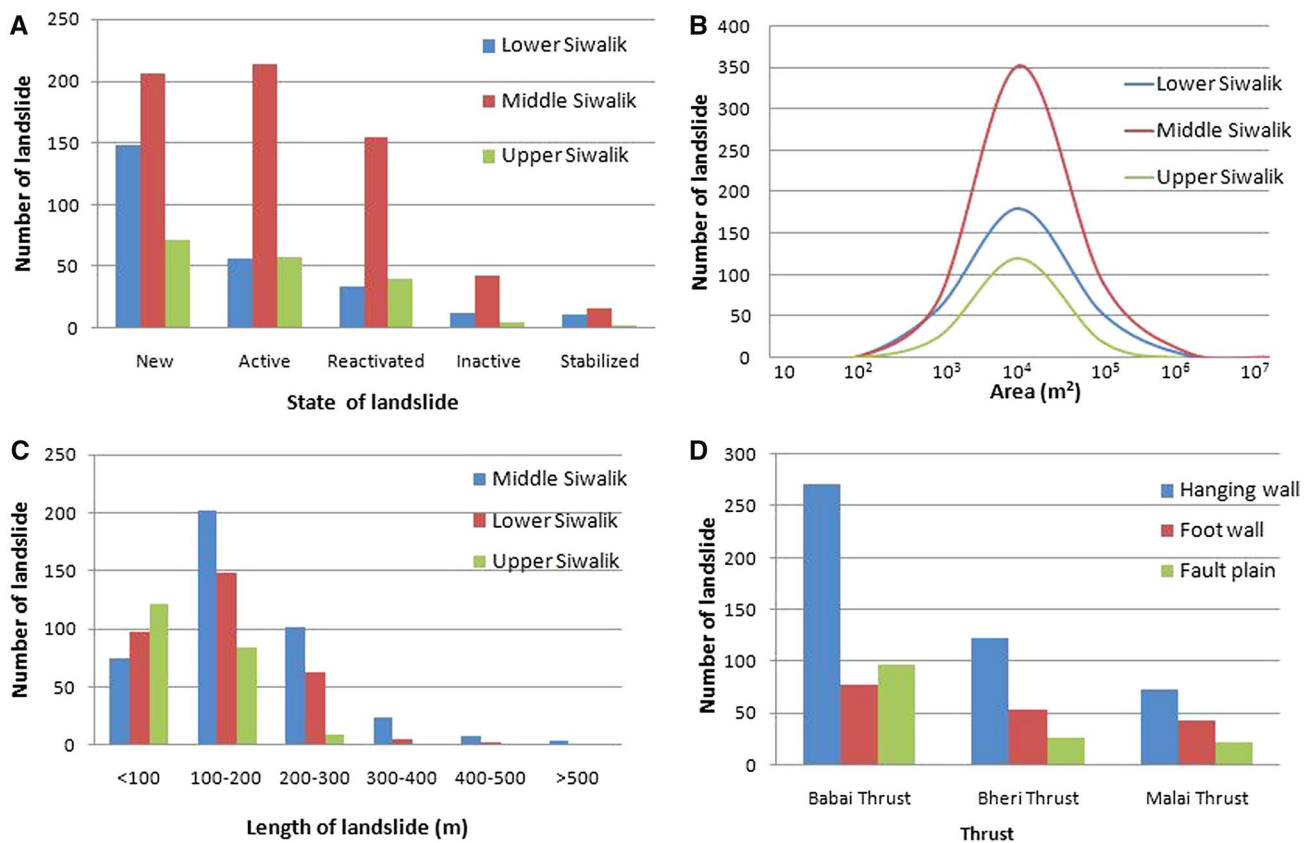 A
250
200
150
100
50
0
Number of landslide
Lower Siwalik
Middle Siwalik
Upper Siwalik
New Active Reactivated Inactive Stabilized
State of landslide
B
400
350
300
250
200
150
100
50
0
Number of landslide
Lower Siwalik
Middle Siwalik
Upper Siwalik
10 10² 10³ 10⁴ 10⁵ 10⁶ 10⁷
Area (m²)
C
250
200
150
100
50
0
Number of landslide
Middle Siwalik
Lower Siwalik
Upper Siwalik
<100 100-200 200-300 300-400 400-500 >500
Length of landslide (m)
D
300
250
200
150
100
50
0
Number of landslide
Hanging wall
Foot wall
Fault plain
Babai Thrust Bheri Thrust Malai Thrust
Thrust